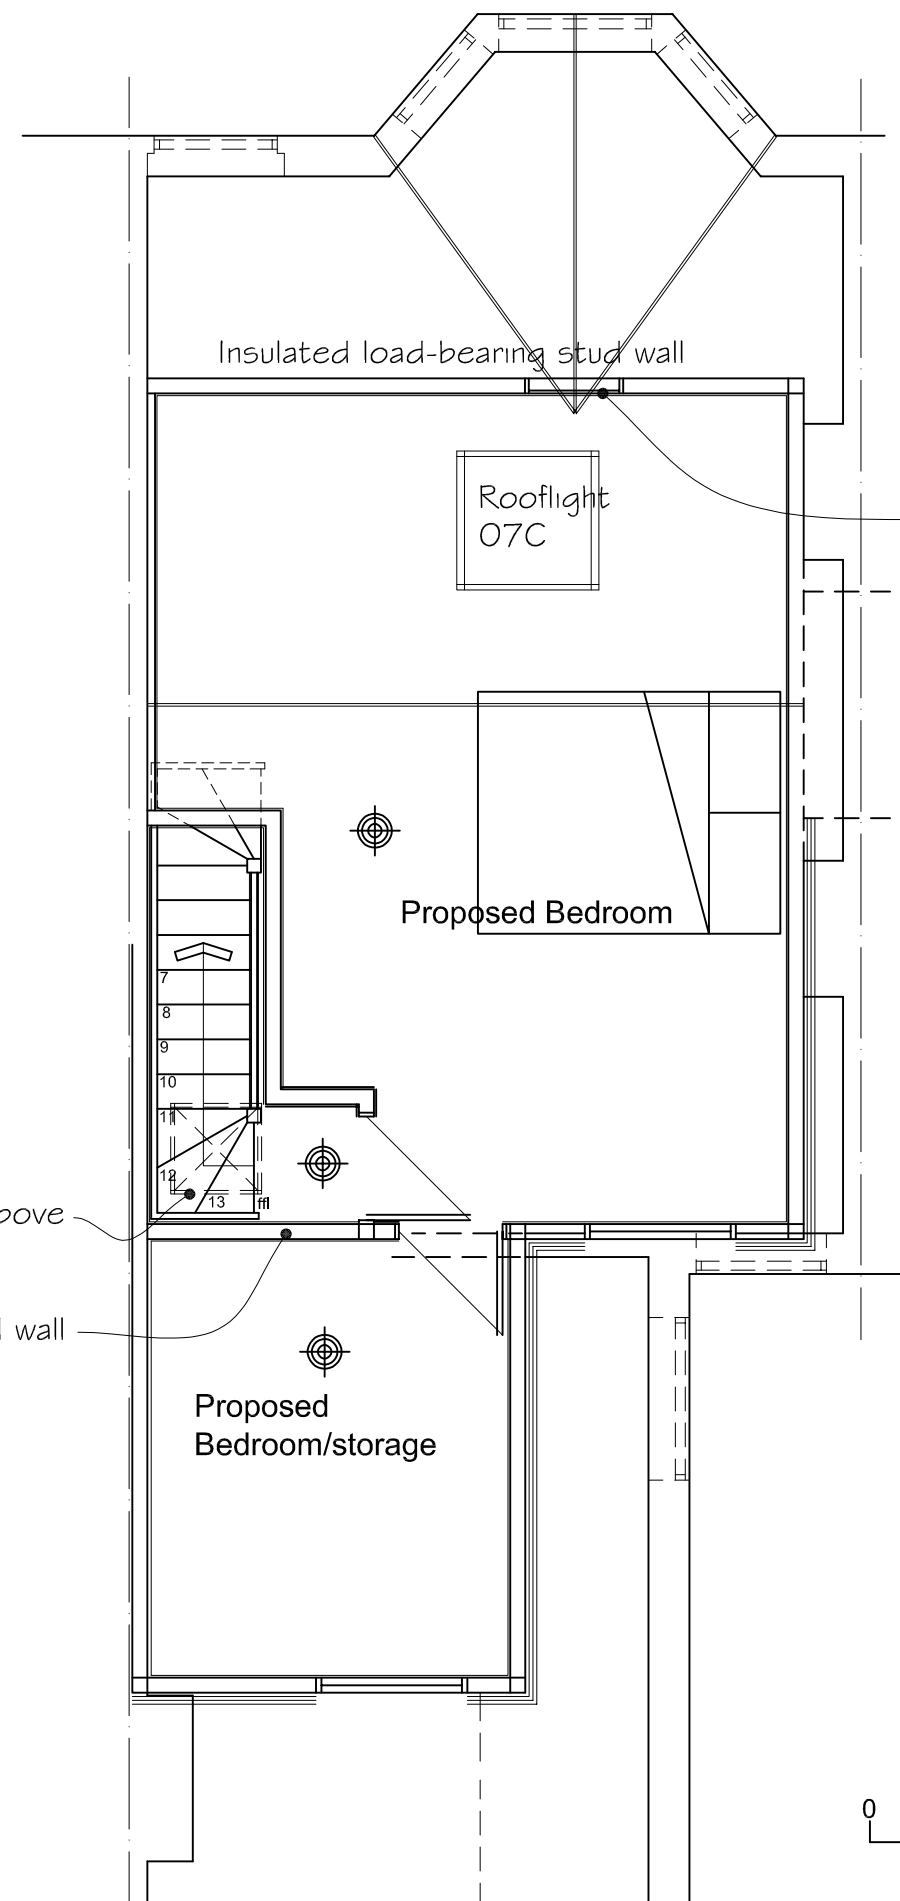 Insulated load-bearing stud wall
Rooflight
07C
Proposed Bedroom
7
8
9
10
11
12
13
ffl
wall
Proposed
Bedroom/storage
0